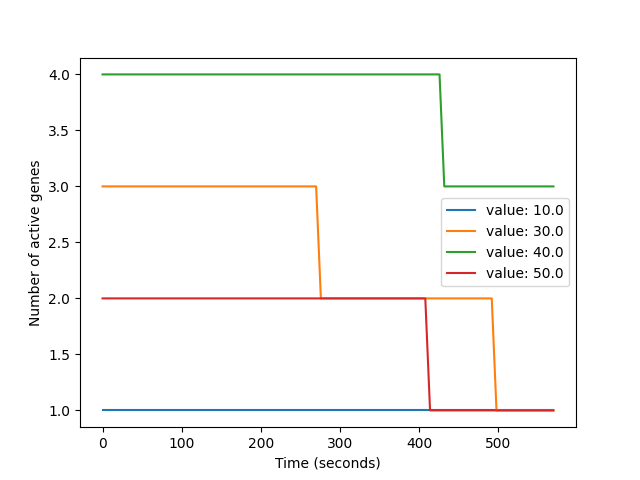 4.0
3.5
3.0
2.5
2.0
1.5
1.0
Number of active genes
value: 10.0
value: 30.0
value: 40.0
value: 50.0
0 100 200 300 400 500
Time (seconds)